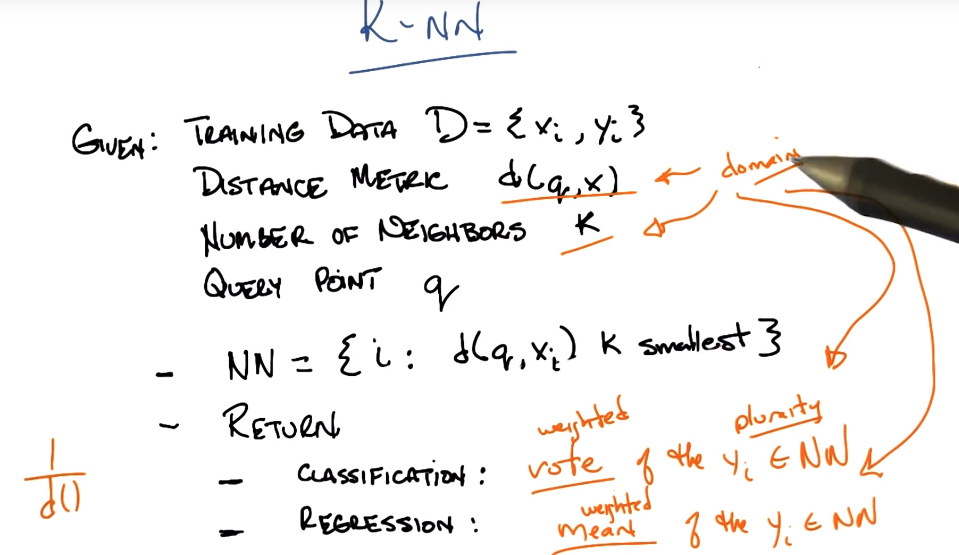 K-NN
GIVEN: TRAINING DATA D = {xi, yi}
DISTANCE METRIC d(q,x) ← domain
NUMBER OF NEIGHBORS K
QUERY POINT q
- NN = {i: d(q,xi) K smallest}
- RETURN
weighted plurarity
- CLASSIFICATION: vote of the yi ∈ NN
1/d()
weighted
- REGRESSION: mean of the yi ∈ NN